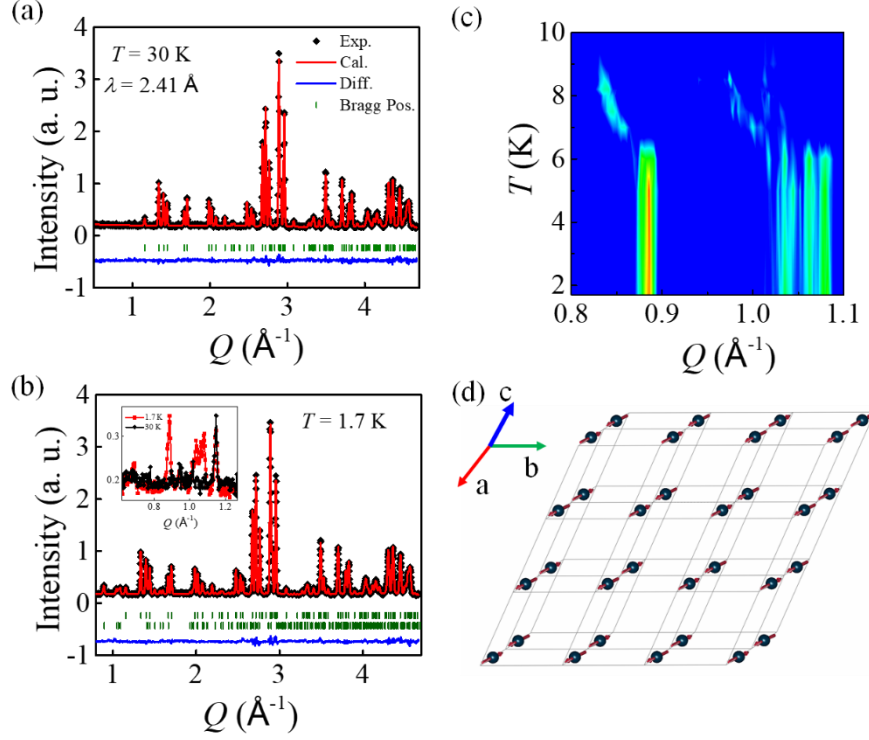 (a)
T = 30 K
λ = 2.41 Å
Exp.
Cal.
Diff.
Bragg Pos.
4
3
2
1
0
-1
Intensity (a. u.)
1
2
3
4
Q (Å-1)
(c)
10
8
6
4
2
T (K)
0.8
0.9
1.0
1.1
Q (Å-1)
(b)
T = 1.7 K
1.7 K
30 K
0.3
0.2
0.8
1.0
1.2
Q (Å-1)
4
3
2
1
0
-1
Intensity (a. u.)
1
2
3
4
Q (Å-1)
(d)
c
b
a